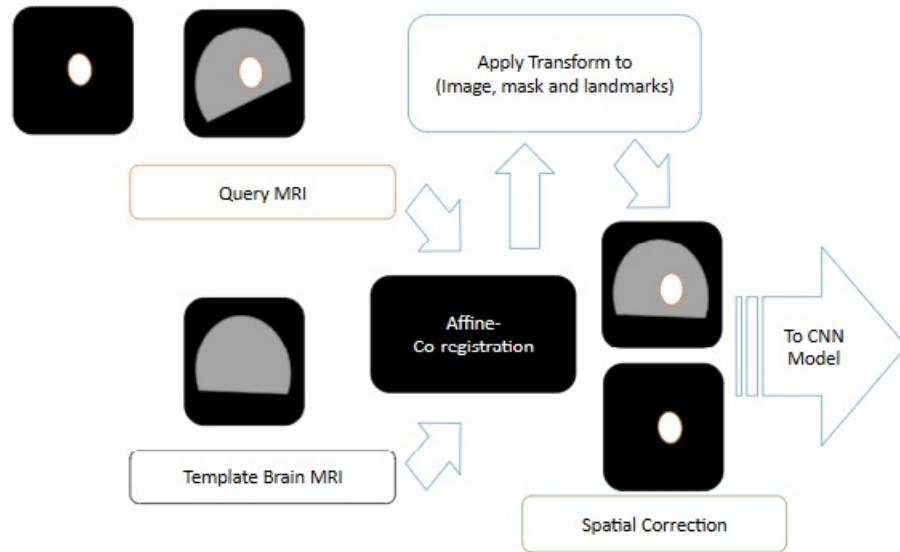 Apply Transform to
(Image, mask and landmarks)
Query MRI
Affine-
Co registration
To CNN
Model
Template Brain MRI
Spatial Correction